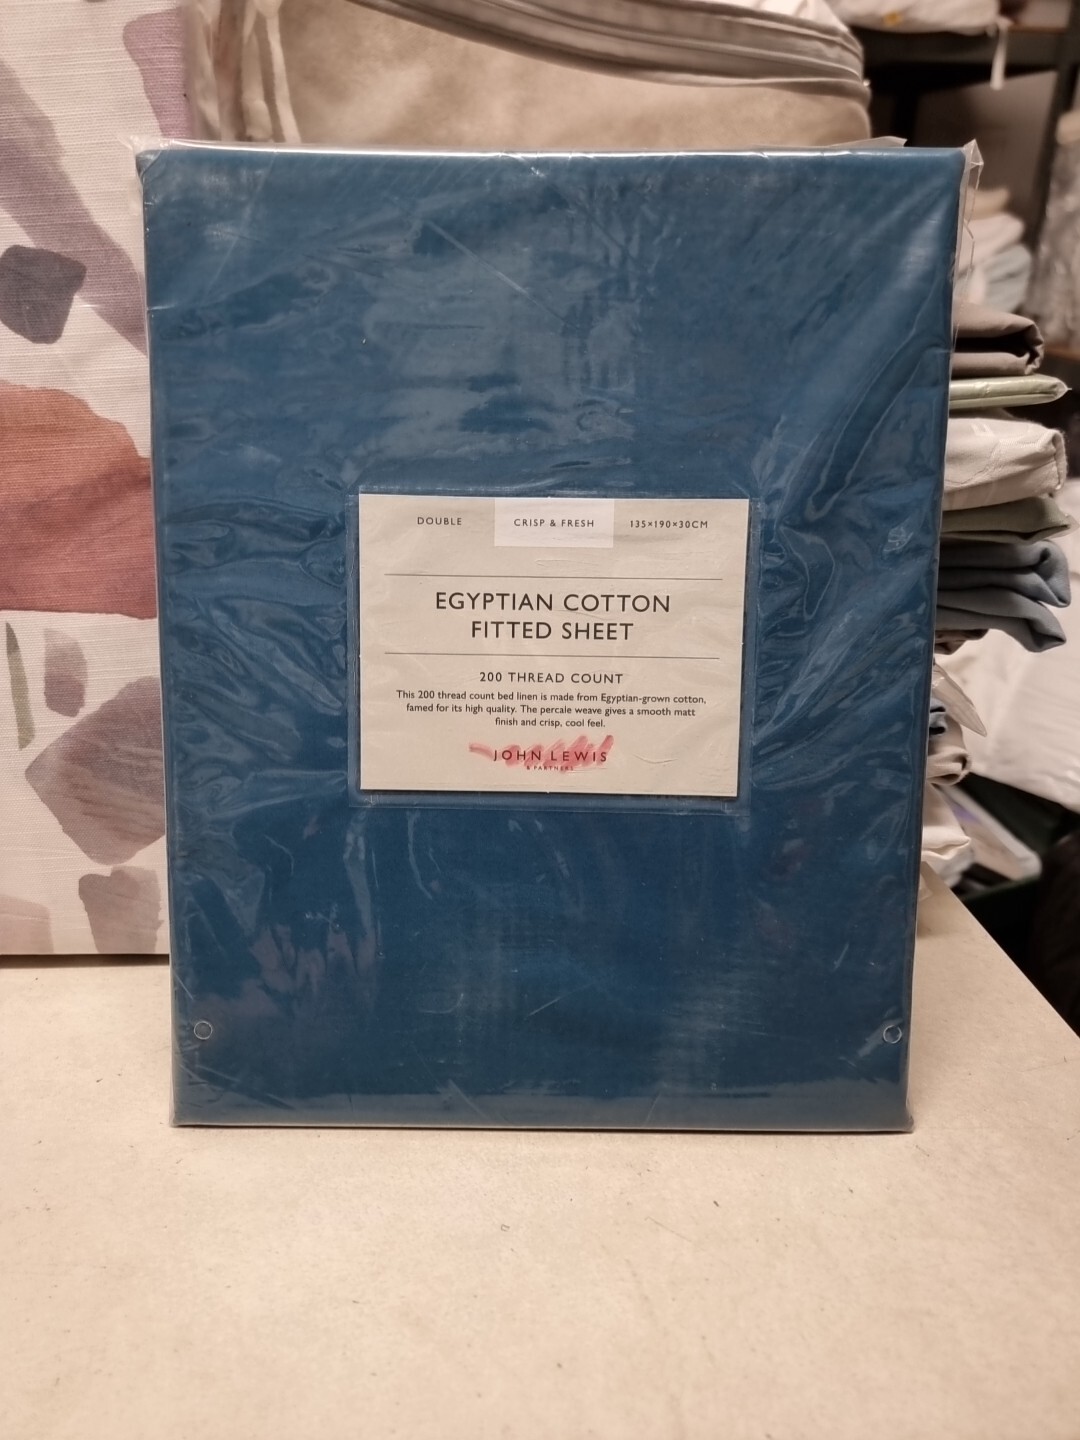 DOUBLE CRISP & FRESH 135×190×30CM
EGYPTIAN COTTON
FITTED SHEET
200 THREAD COUNT
This 200 thread count bed linen is made from Egyptian-grown cotton,
famed for its high quality. The percale weave gives a smooth matt
finish and crisp, cool feel.
JOHN LEWIS
& PARTNERS